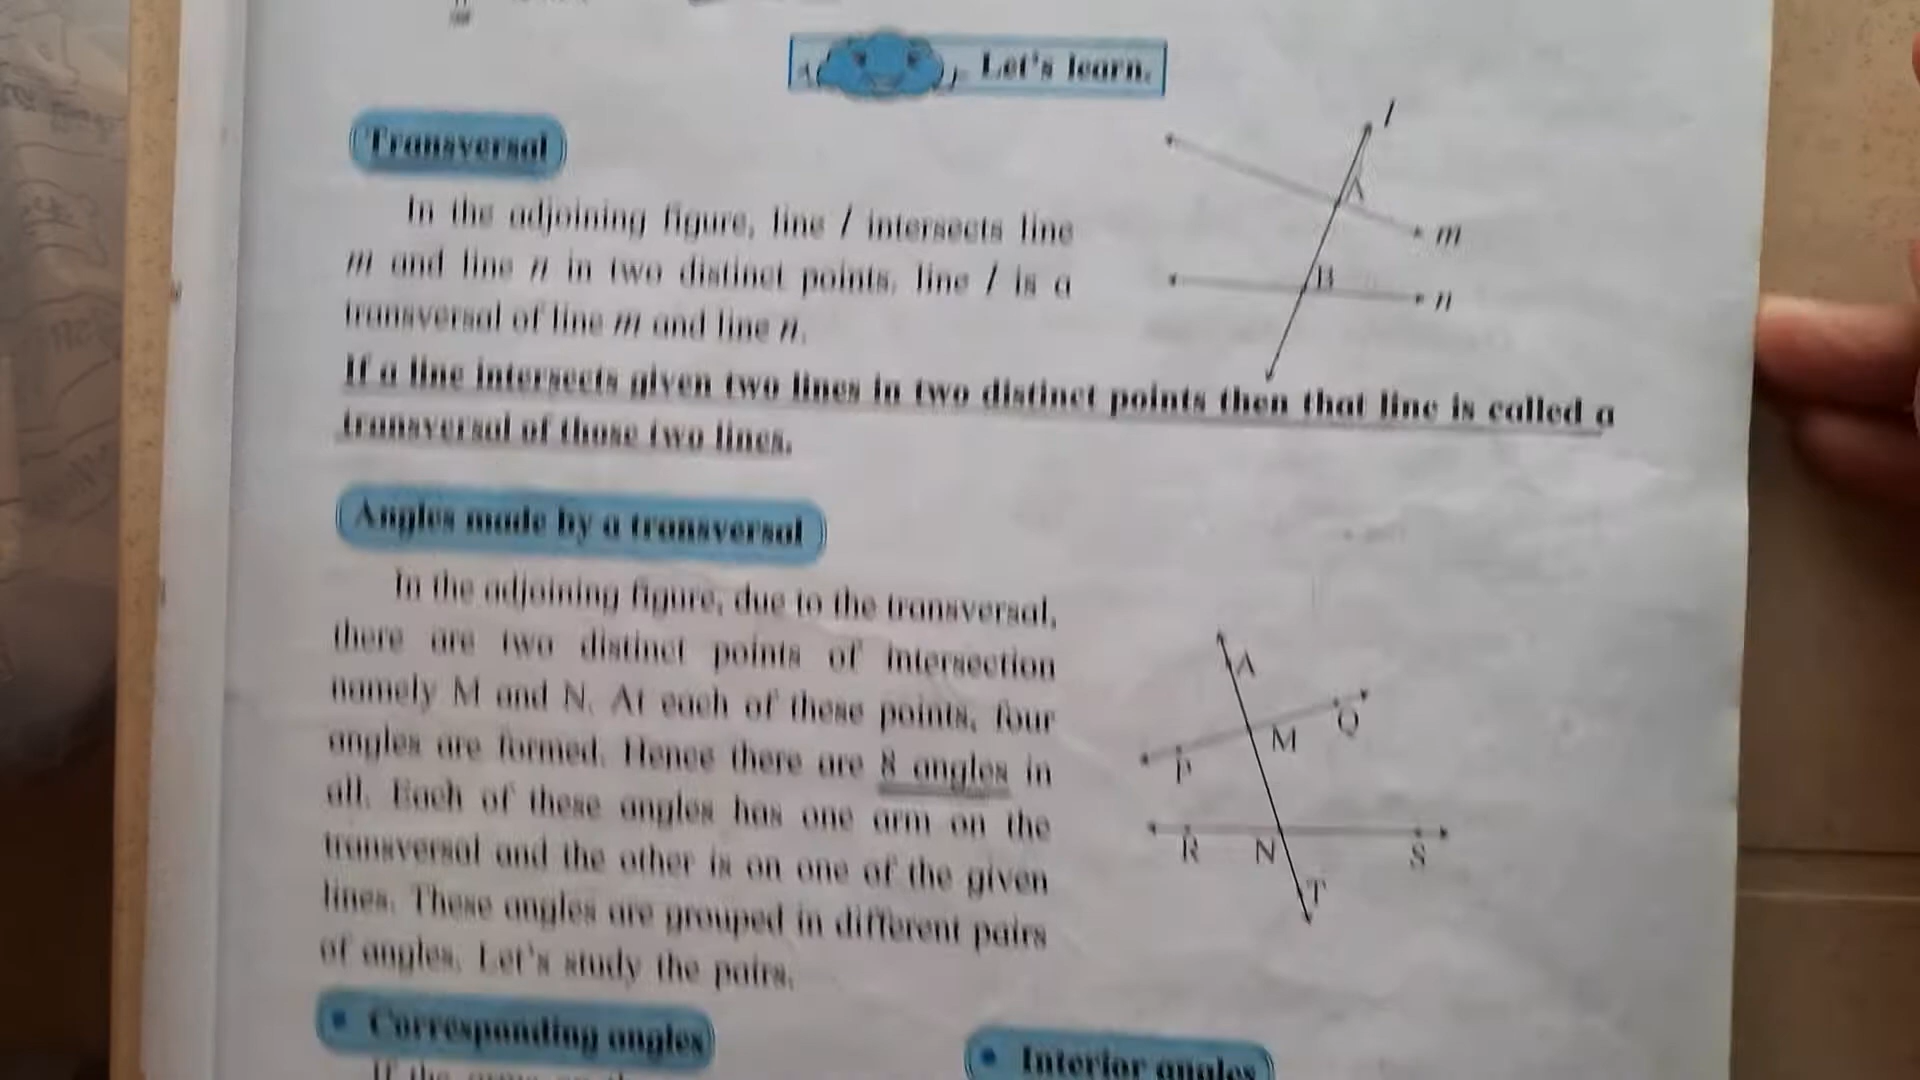 Let's learn.
Transversal
In the adjoining figure, line l intersects line
m and line n in two distinct points. line l is a
transversal of line m and line n.
If a line intersects given two lines in two distinct points then that line is called a
transversal of those two lines.
l
A
m
B
n
Angles made by a transversal
In the adjoining figure, due to the transversal,
there are two distinct points of intersection
namely M and N. At each of these points, four
angles are formed. Hence there are 8 angles in
all. Each of these angles has one arm on the
transversal and the other is on one of the given
lines. These angles are grouped in different pairs
of angles. Let's study the pairs.
A
Q
M
P
R N S
T
• Corresponding angles
• Interior angles
If the arms on